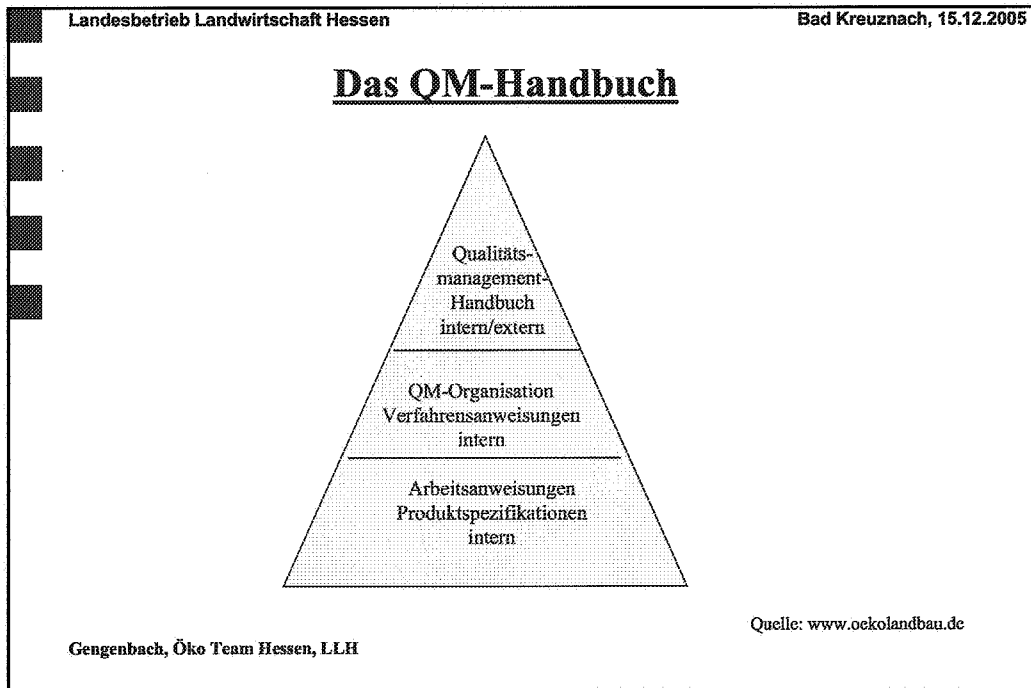 Landesbetrieb Landwirtschaft Hessen Bad Kreuznach, 15.12.2005
Das QM-Handbuch
Qualitäts-
management-
Handbuch
intern/extern
QM-Organisation
Verfahrensanweisungen
intern
Arbeitsanweisungen
Produktspezifikationen
intern
Quelle: www.oekolandbau.de
Gengenbach, Öko Team Hessen, LLH